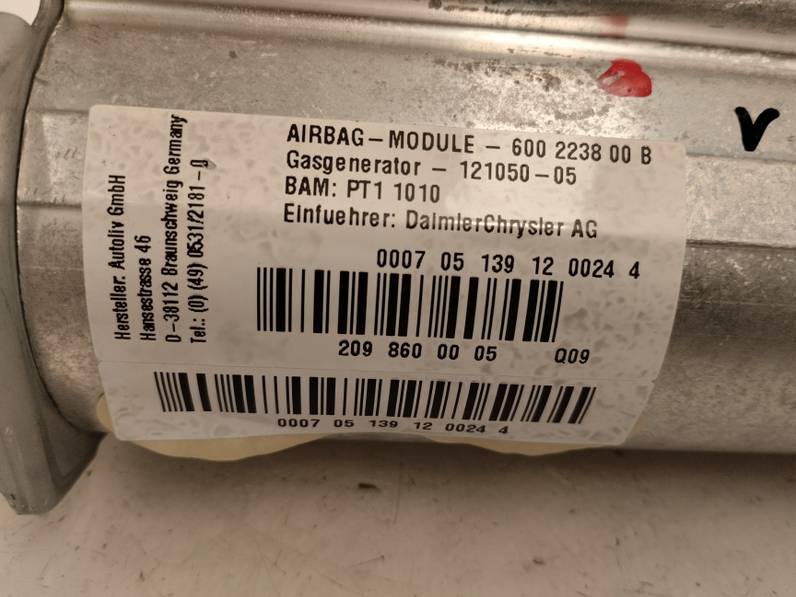 AIRBAG-MODULE - 600 2238 00 B
Gasgenerator - 121050-05
BAM: PT1 1010
Einfuehrer: DaimlerChrysler AG
0007 05 139 12 0024 4
209 860 00 05 Q09
0007 05 139 12 0024 4
Hersteller: Autoliv GmbH
Hansestrasse 46
D-38112 Braunschweig Germany
Tel.: (0) (49) 0531/2181-0
V